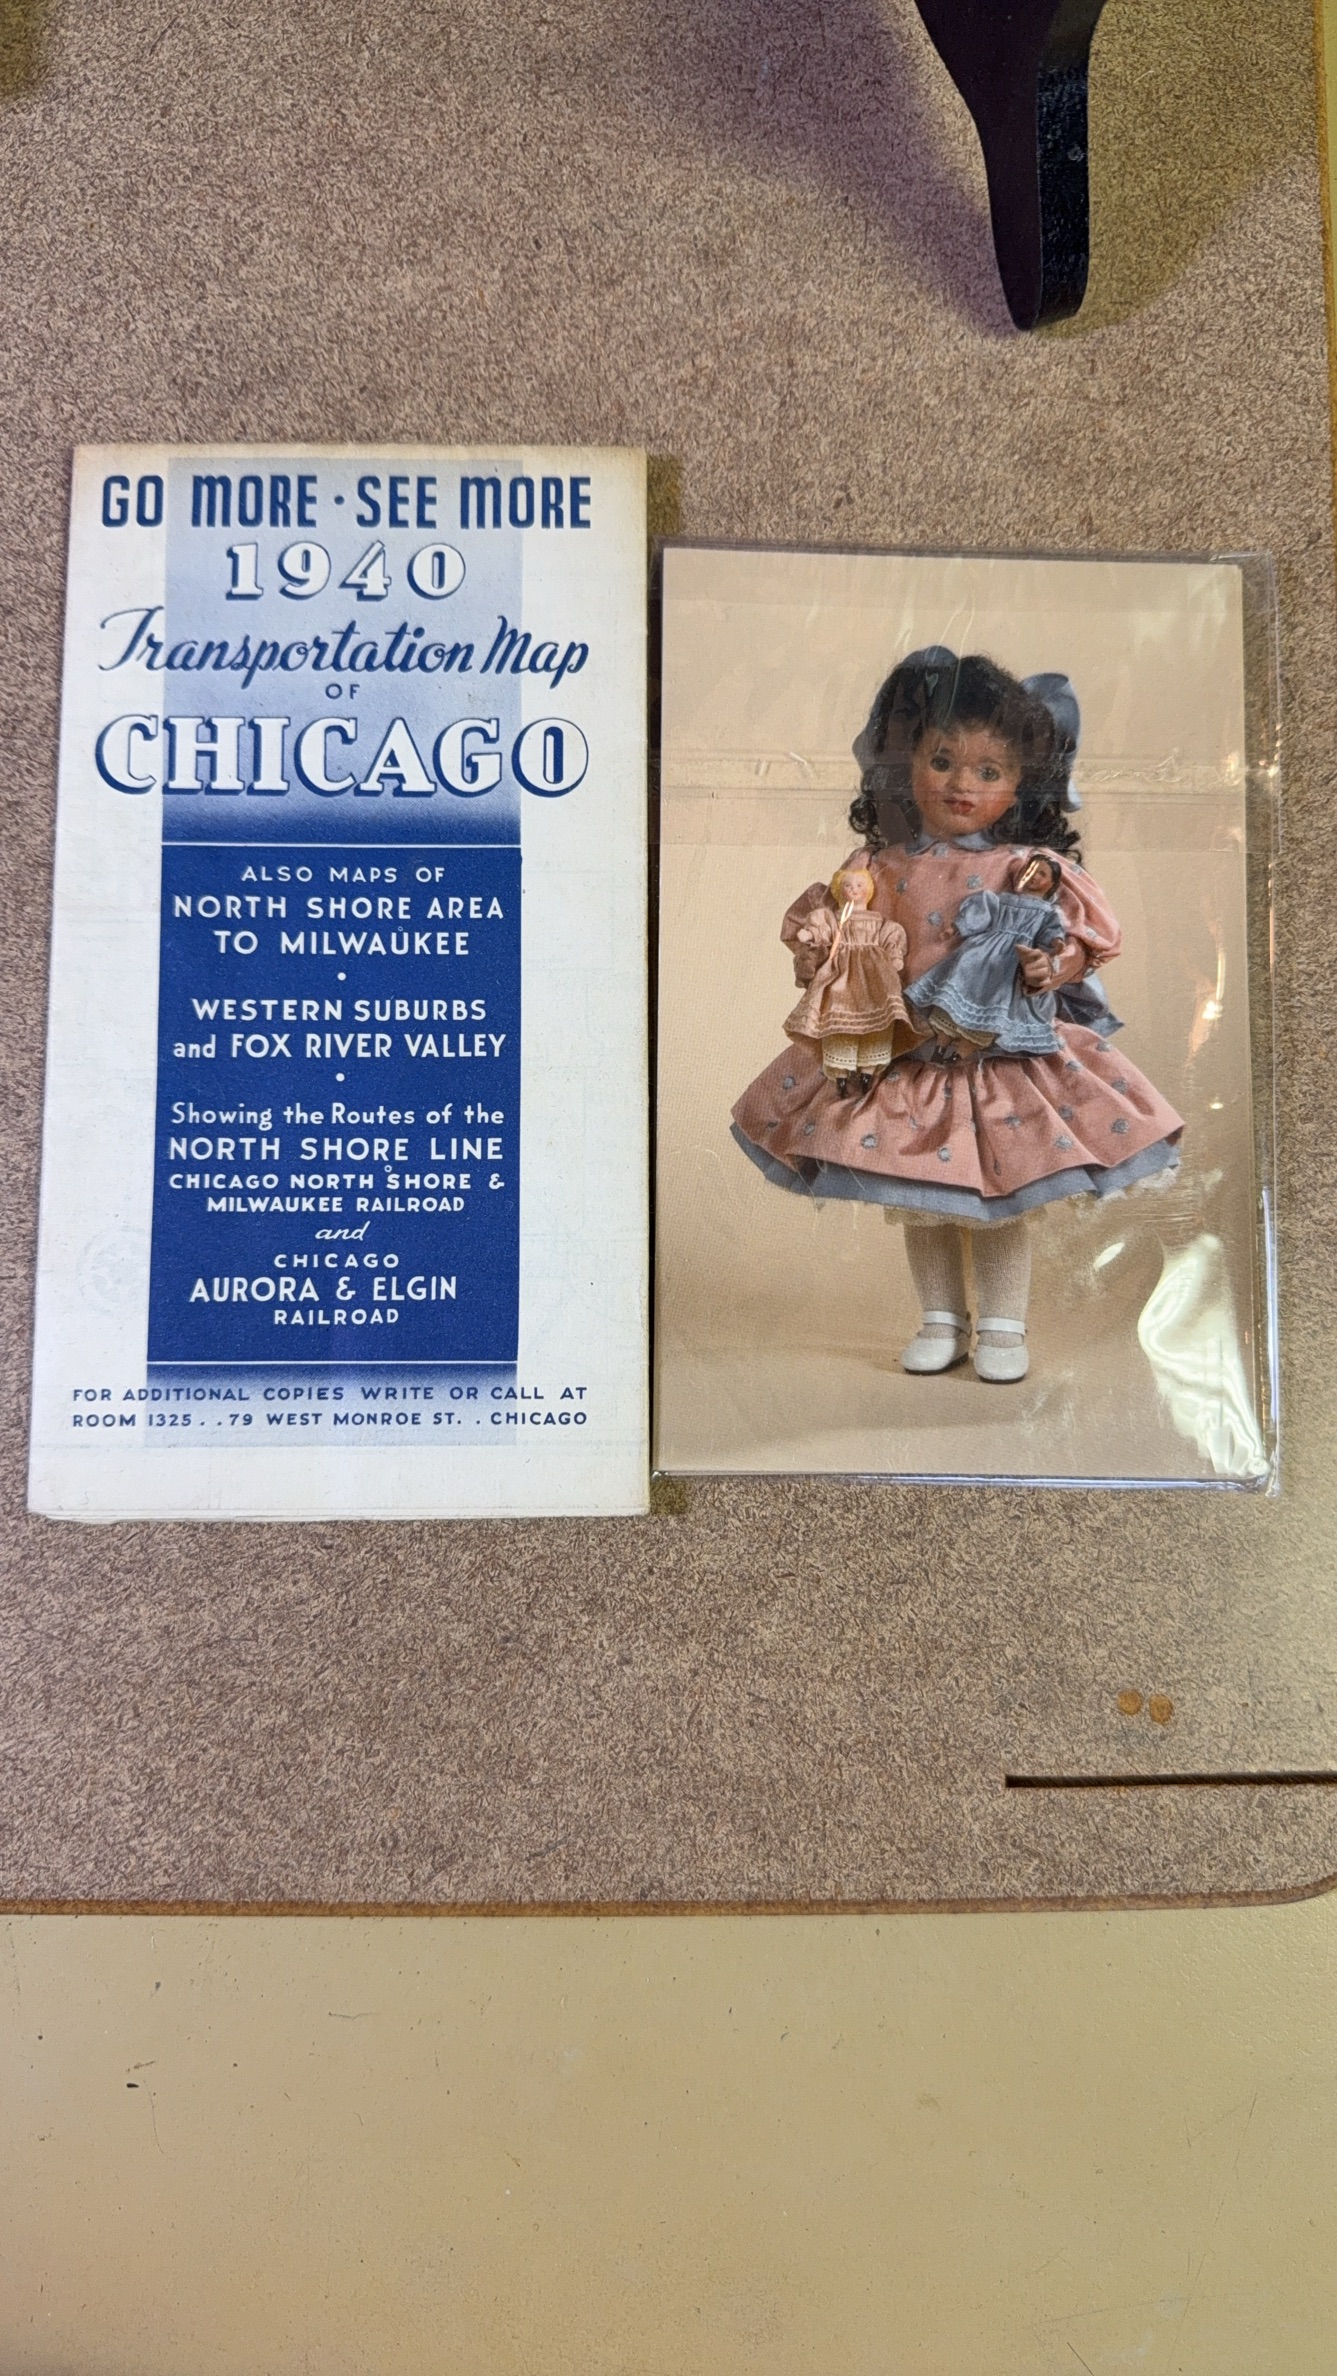 GO MORE · SEE MORE
1940
Transportation Map
OF
CHICAGO
ALSO MAPS OF
NORTH SHORE AREA
TO MILWAUKEE
•
WESTERN SUBURBS
and FOX RIVER VALLEY
•
Showing the Routes of the
NORTH SHORE LINE
CHICAGO NORTH SHORE &
MILWAUKEE RAILROAD
and
CHICAGO
AURORA & ELGIN
RAILROAD
FOR ADDITIONAL COPIES WRITE OR CALL AT
ROOM 1325 . . 79 WEST MONROE ST. . CHICAGO